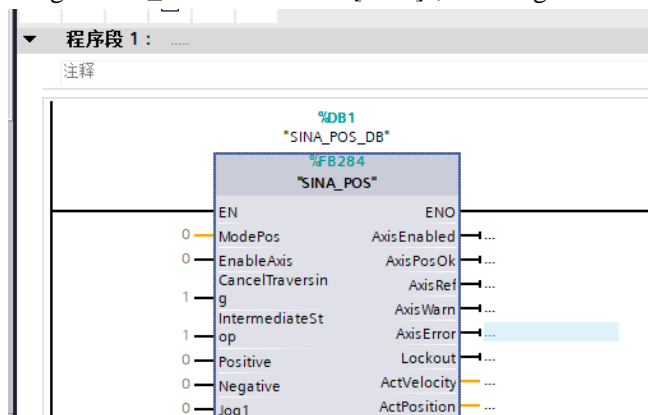 程序段 1： .....
注释
%DB1
"SINA_POS_DB"
%FB284
"SINA_POS"
EN ENO
0 ModePos AxisEnabled ...
0 EnableAxis AxisPosOk ...
CancelTraversin
1 g AxisRef ...
IntermediateSt AxisWarn ...
1 op AxisError ...
0 Positive Lockout ...
0 Negative ActVelocity ...
0 Jog1 ActPosition ...